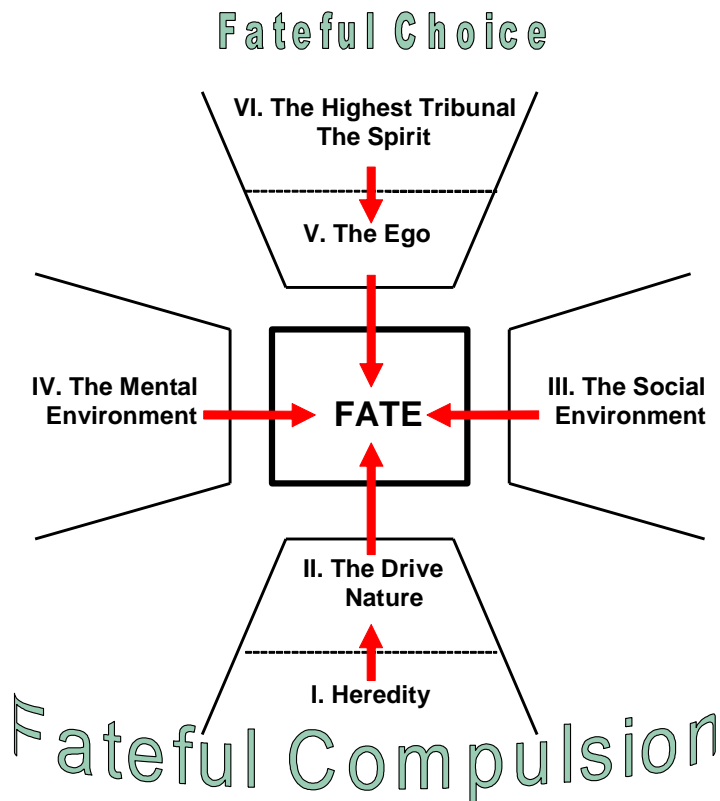 Fateful Choice
VI. The Highest Tribunal
The Spirit
V. The Ego
IV. The Mental
Environment
FATE
III. The Social
Environment
II. The Drive
Nature
I. Heredity
Fateful Compulsion